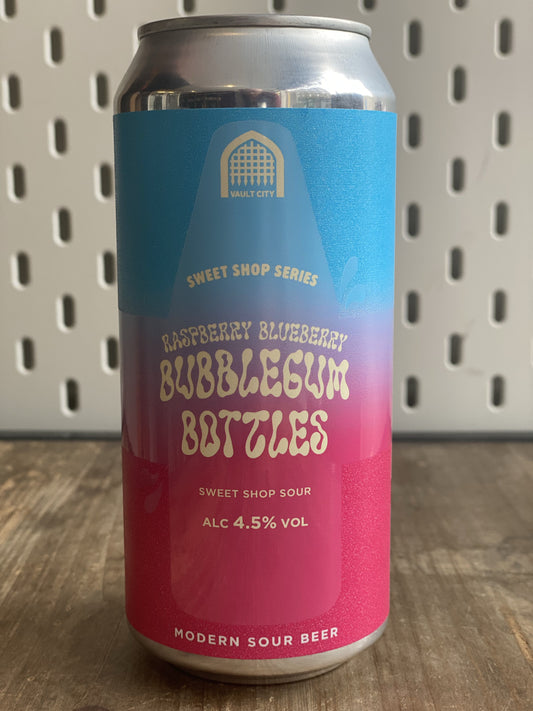 VAULT CITY
SWEET SHOP SERIES
RASPBERRY BLUEBERRY
BUBBLEGUM
BOTTLES
SWEET SHOP SOUR
ALC 4.5% VOL
MODERN SOUR BEER